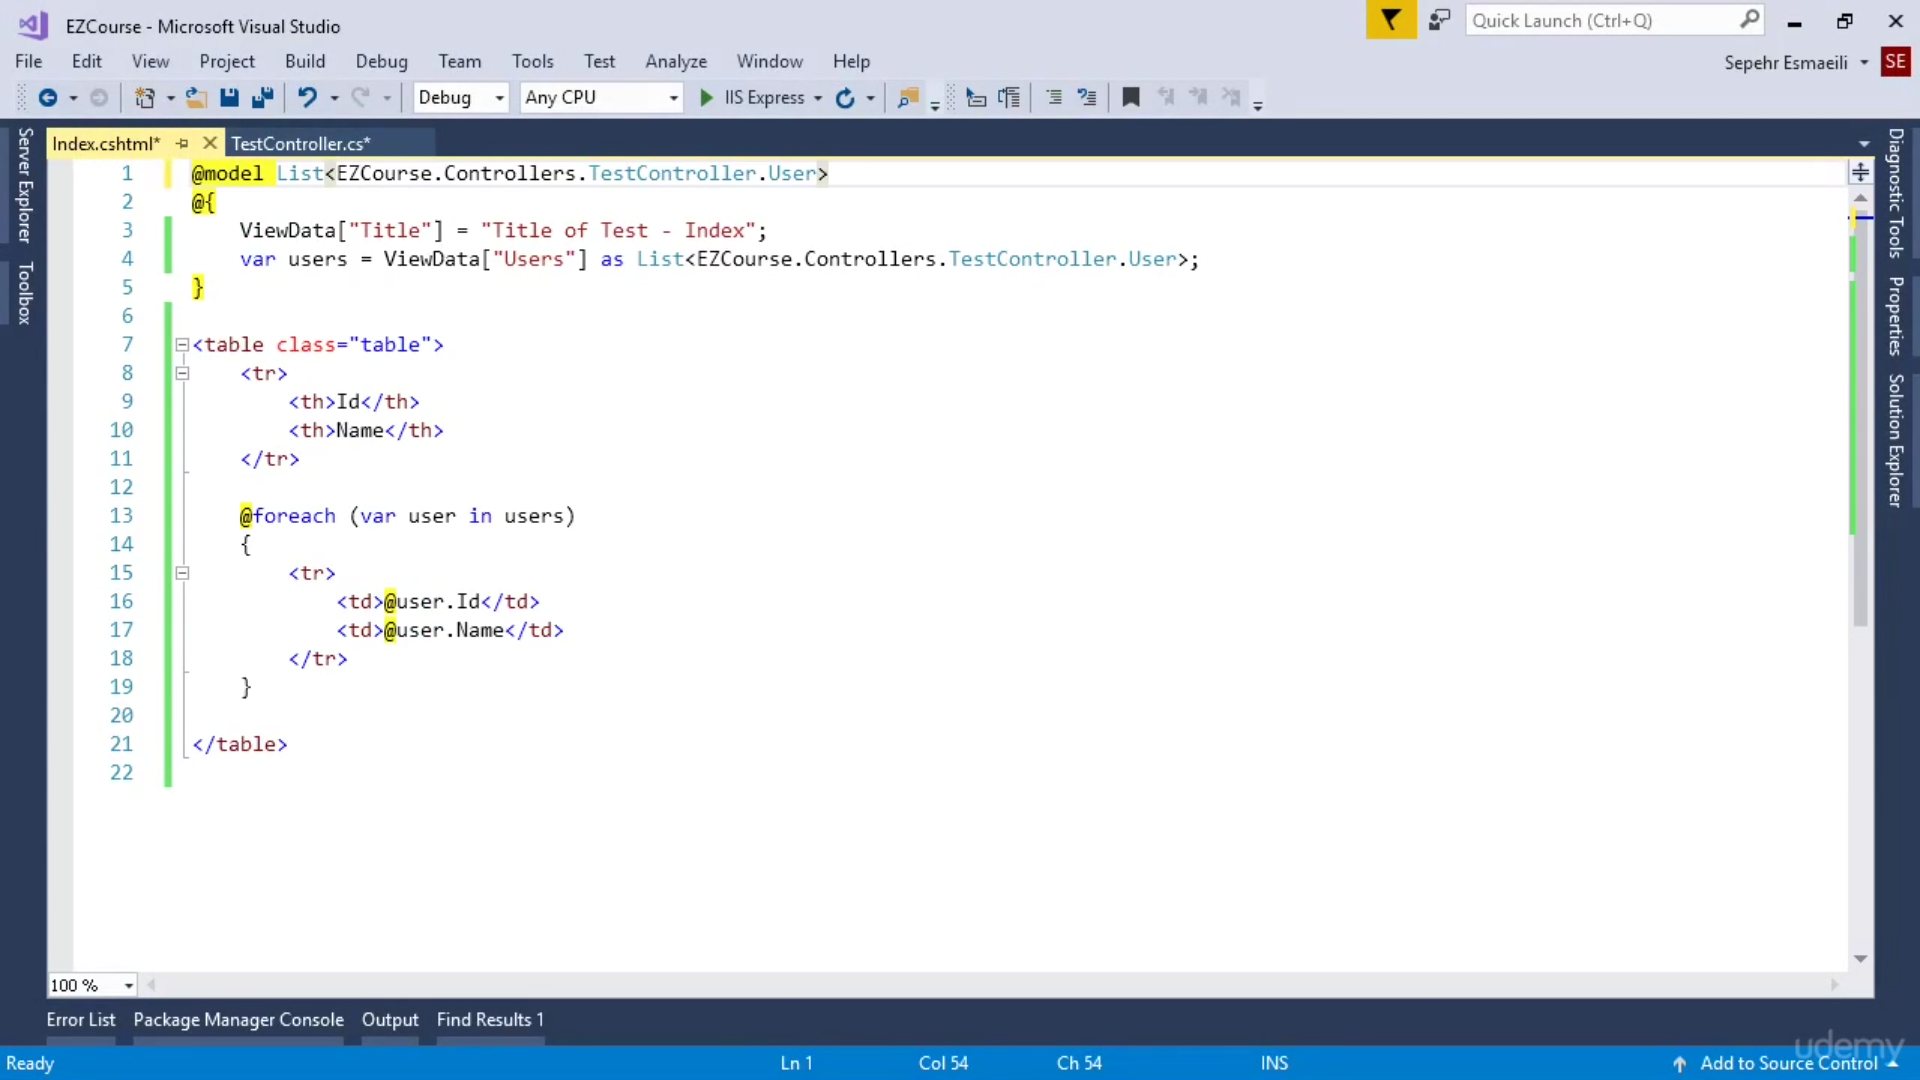 EZCourse - Microsoft Visual Studio
Quick Launch (Ctrl+Q)
File Edit View Project Build Debug Team Tools Test Analyze Window Help
Sepehr Esmaeili SE
Debug Any CPU IIS Express
Index.cshtml* TestController.cs*
Server Explorer
Toolbox
1 @model List<EZCourse.Controllers.TestController.User>
2 @{
3 ViewData["Title"] = "Title of Test - Index";
4 var users = ViewData["Users"] as List<EZCourse.Controllers.TestController.User>;
5 }
6
7 <table class="table">
8 <tr>
9 <th>Id</th>
10 <th>Name</th>
11 </tr>
12
13 @foreach (var user in users)
14 {
15 <tr>
16 <td>@user.Id</td>
17 <td>@user.Name</td>
18 </tr>
19 }
20
21 </table>
22
Diagnostic Tools
Properties
Solution Explorer
100 %
Error List Package Manager Console Output Find Results 1
udemy
Ready Ln 1 Col 54 Ch 54 INS Add to Source Control